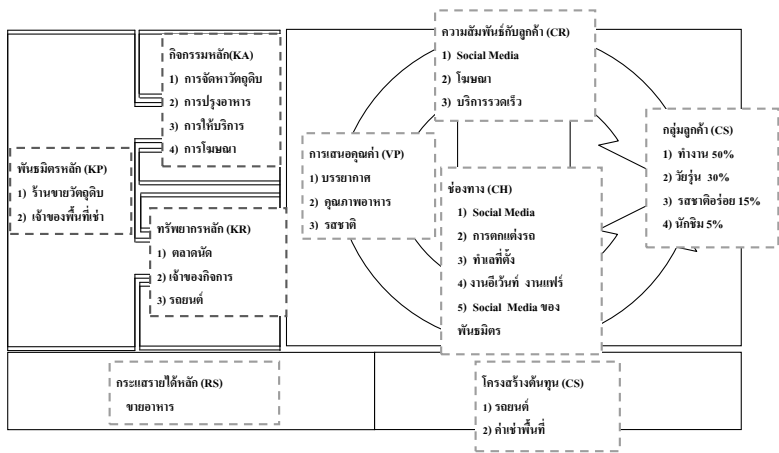 ความสัมพันธ์กับลูกค้า (CR)
1) Social Media
2) โฆษณา
3) บริการรวดเร็ว
กิจกรรมหลัก(KA)
1) การจัดหาวัตถุดิบ
2) การปรุงอาหาร
3) การให้บริการ
4) การโฆษณา
กลุ่มลูกค้า (CS)
1) ทำงาน 50%
2) วัยรุ่น 30%
3) รสชาติอร่อย 15%
4) นักชิม 5%
การเสนอคุณค่า (VP)
1) บรรยากาศ
2) คุณภาพอาหาร
3) รสชาติ
พันธมิตรหลัก (KP)
1) ร้านขายวัตถุดิบ
2) เจ้าของพื้นที่เช่า
ช่องทาง (CH)
1) Social Media
2) การตกแต่งรถ
3) ทำเลที่ตั้ง
4) งานอีเว้นท์ งานแฟร์
5) Social Media ของ
พันธมิตร
ทรัพยากรหลัก (KR)
1) ตลาดนัด
2) เจ้าของกิจการ
3) รถยนต์
กระแสรายได้หลัก (RS)
ขายอาหาร
โครงสร้างต้นทุน (CS)
1) รถยนต์
2) ค่าเช่าพื้นที่